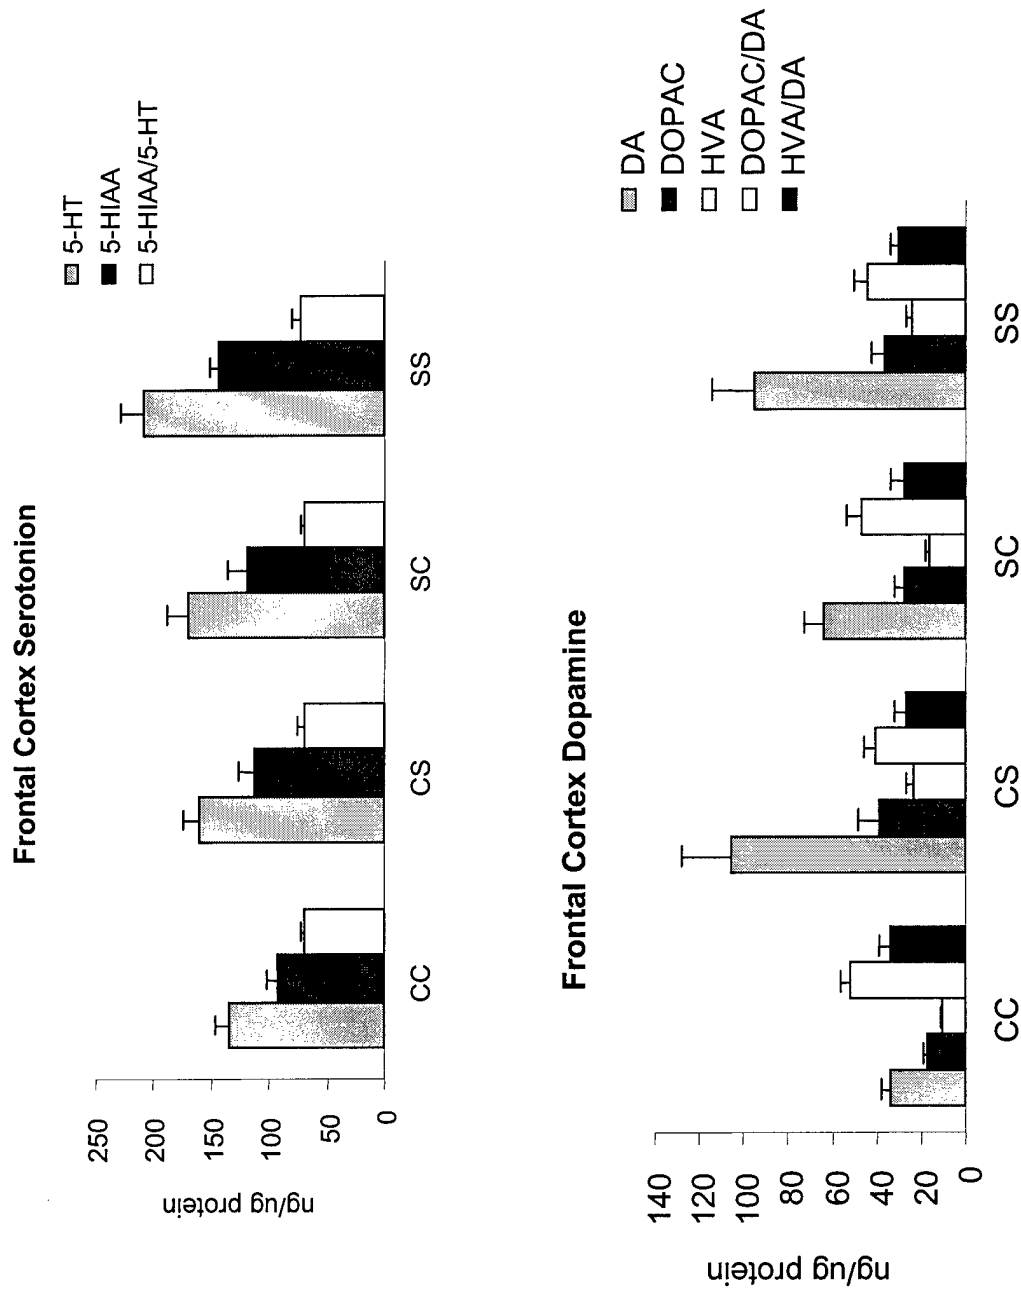 Frontal Cortex Serotonion
5-HT
5-HIAA
5-HIAA/5-HT
250
200
150
100
50
0
ng/ug protein
CC
CS
SC
SS
Frontal Cortex Dopamine
DA
DOPAC
HVA
DOPAC/DA
HVA/DA
140
120
100
80
60
40
20
0
ng/ug protein
CC
CS
SC
SS